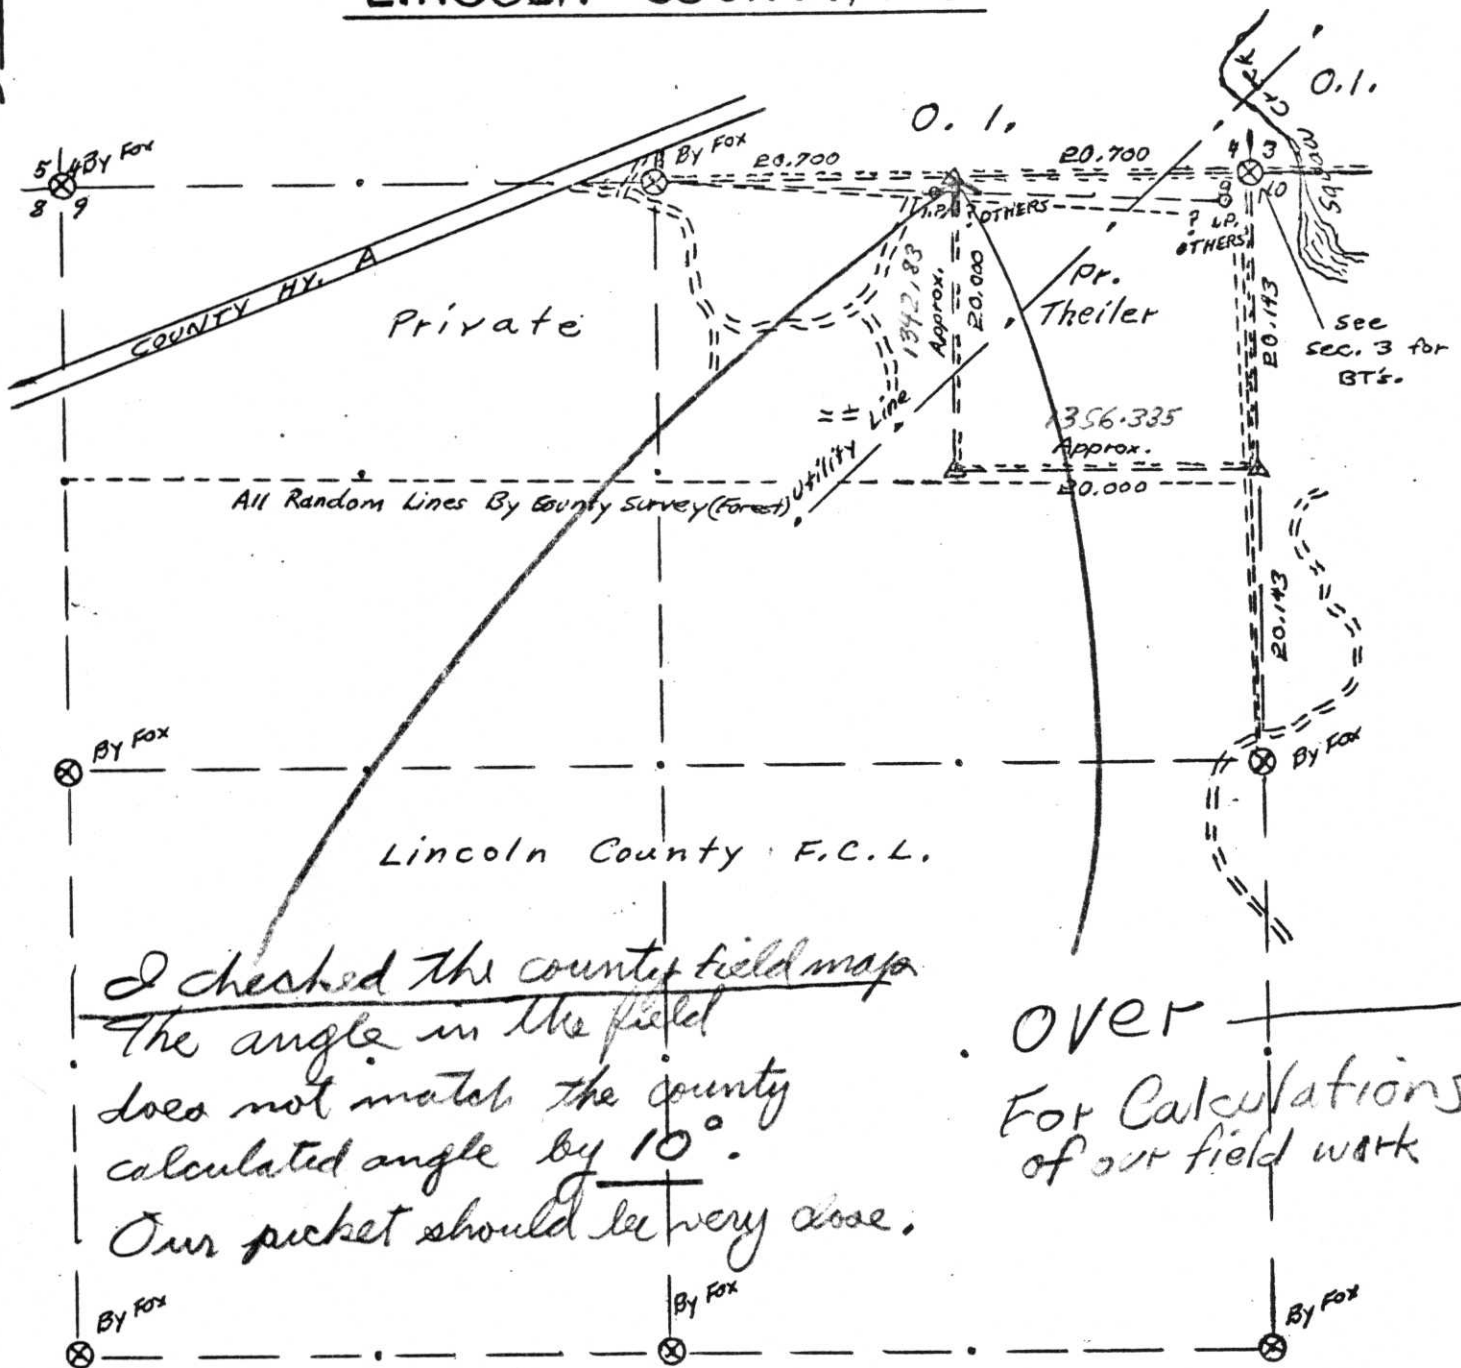 O. I.
Crk
O.I.
5 4 By Fox
8 9
By Fox
20.700
20.700
4 3
9 10
I.P. ? OTHERS
? I.P.
OTHERS
Meadows
COUNTY HY. A
Private
1342.83
Approx.
20.000
Pr.
Theiler
20.143
see
sec. 3 for
BT's.
== Line
Utility
1356.335
Approx.
20.000
All Random Lines By County Survey (Forest)
20.143
By Fox
By Fox
Lincoln County F.C.L.
I checked the county field map
The angle in the field
does not match the county
calculated angle by 10°.
Our picket should be very close.
OVer
For Calculations
of our field work
By Fox
By Fox
By Fox